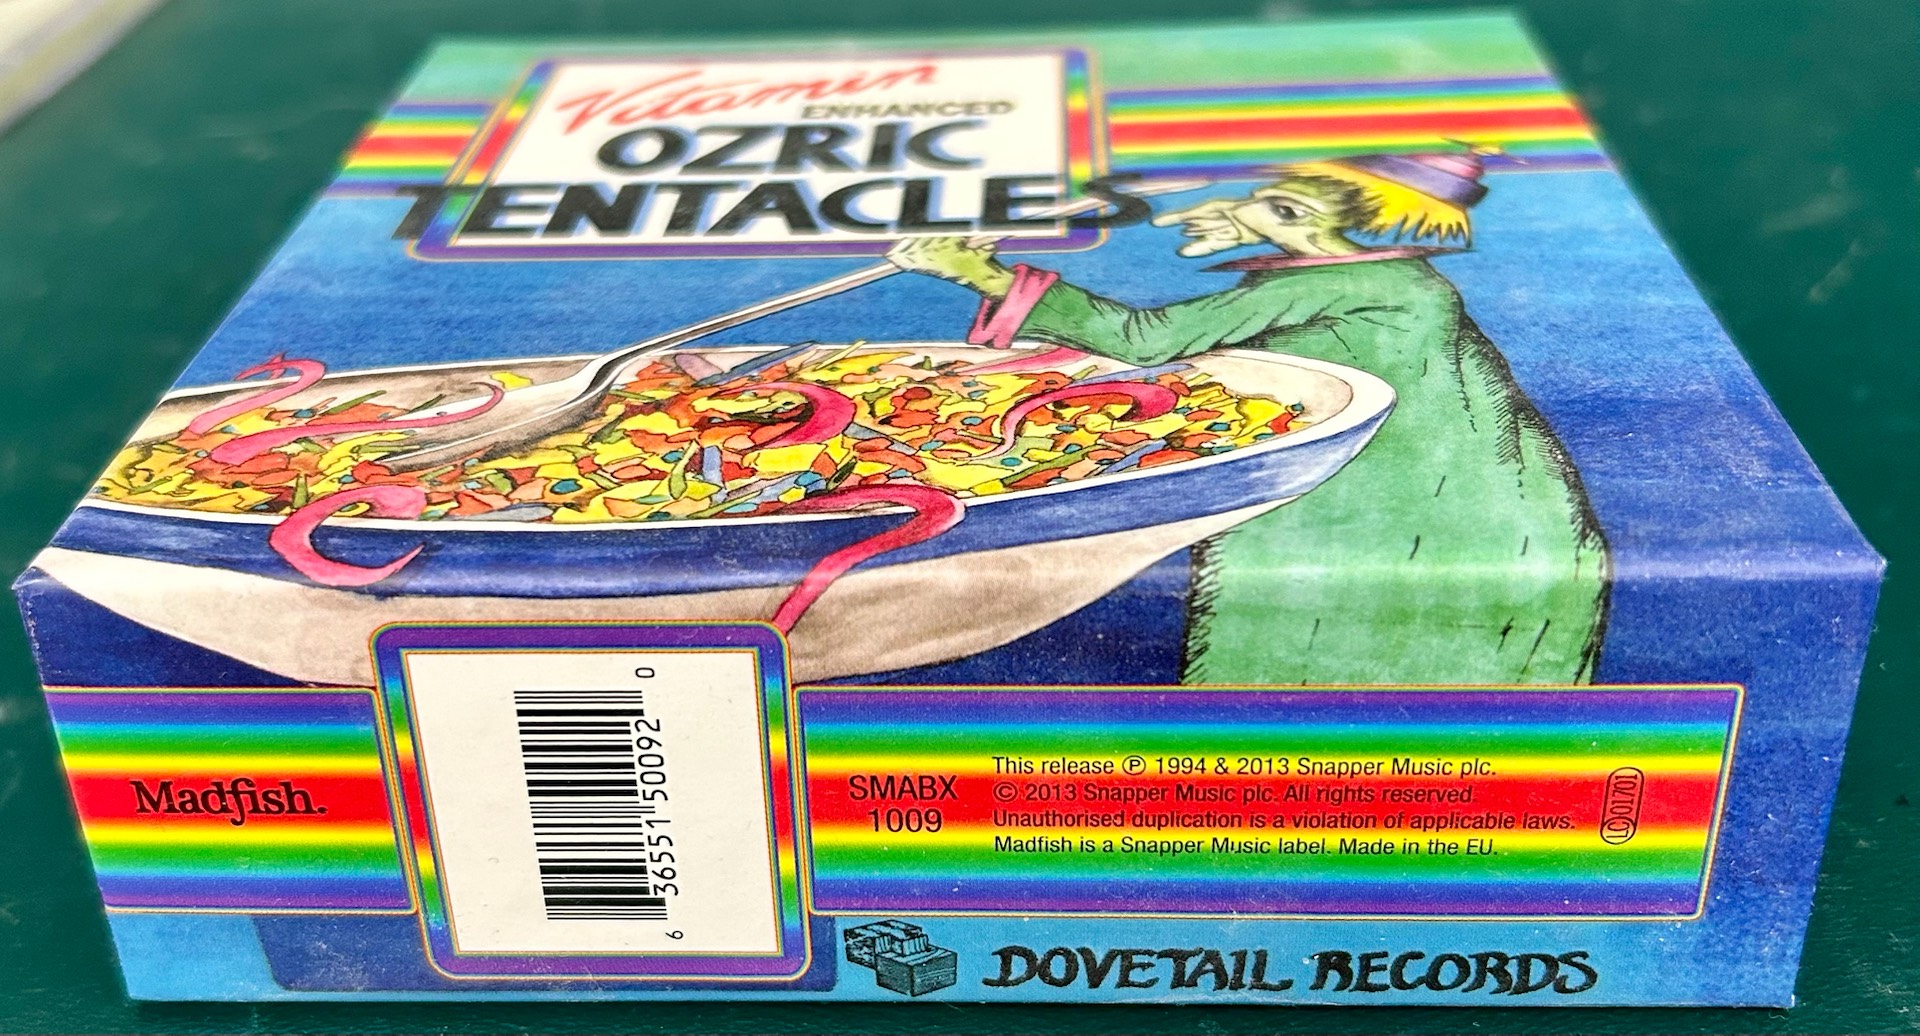 Vitamin
ENHANCED
OZRIC
TENTACLES
Madfish.
6 36551 50092 0
SMABX
1009
This release ℗ 1994 & 2013 Snapper Music plc.
© 2013 Snapper Music plc. All rights reserved.
Unauthorised duplication is a violation of applicable laws.
Madfish is a Snapper Music label. Made in the EU.
LC 01701
DOVETAIL RECORDS